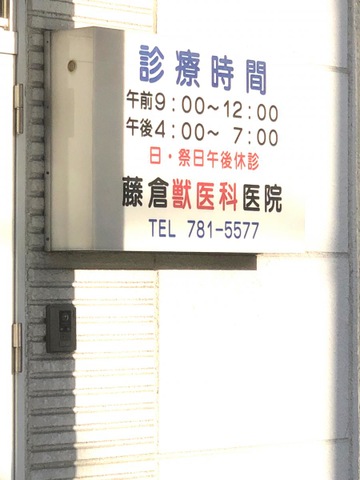 診療時間
午前9:00～12:00
午後4:00～ 7:00
日・祭日午後休診
藤倉獣医科医院
TEL 781-5577